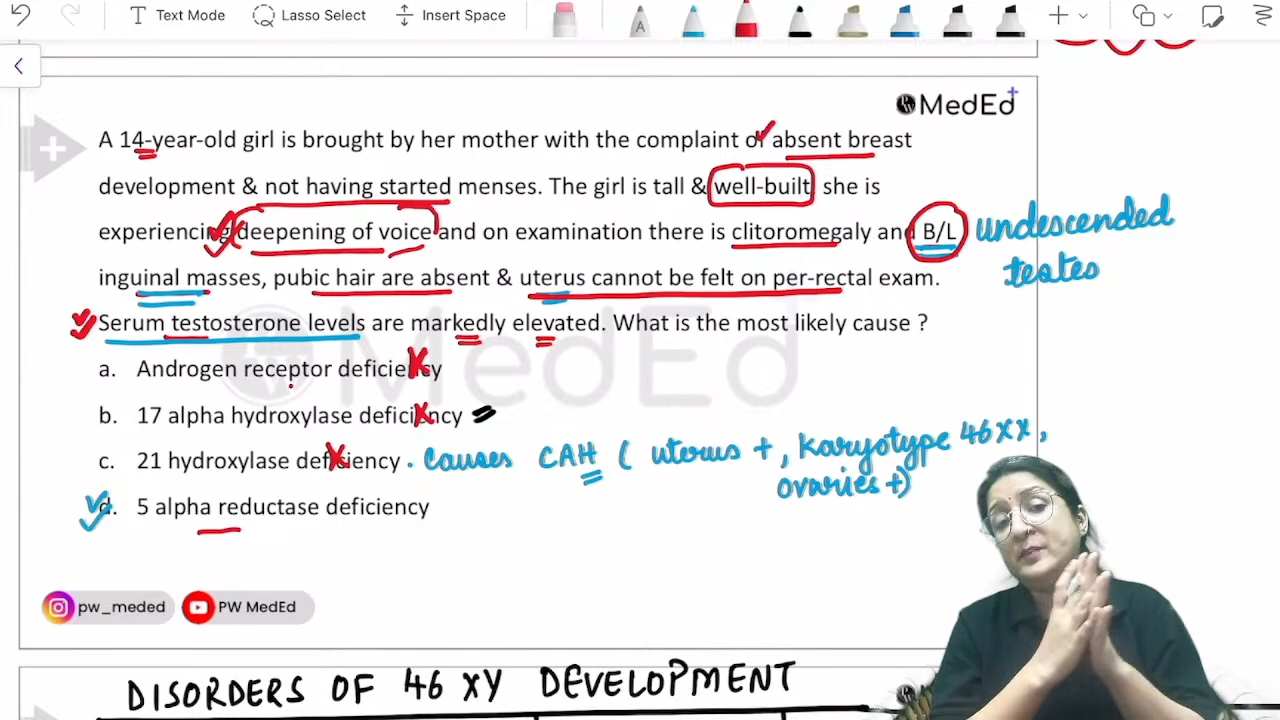 Text Mode Lasso Select Insert Space
MedEd+
A 14-year-old girl is brought by her mother with the complaint of absent breast
development & not having started menses. The girl is tall & well-built she is
experiencing deepening of voice and on examination there is clitoromegaly and B/L undescended testes
inguinal masses, pubic hair are absent & uterus cannot be felt on per-rectal exam.
Serum testosterone levels are markedly elevated. What is the most likely cause ?
a. Androgen receptor deficiency
b. 17 alpha hydroxylase deficiency =
c. 21 hydroxylase deficiency . Causes CAH ( uterus +, Karyotype 46XX,
ovaries +)
d. 5 alpha reductase deficiency
MedEd
pw_meded PW MedEd
DISORDERS OF 46 XY DEVELOPMENT